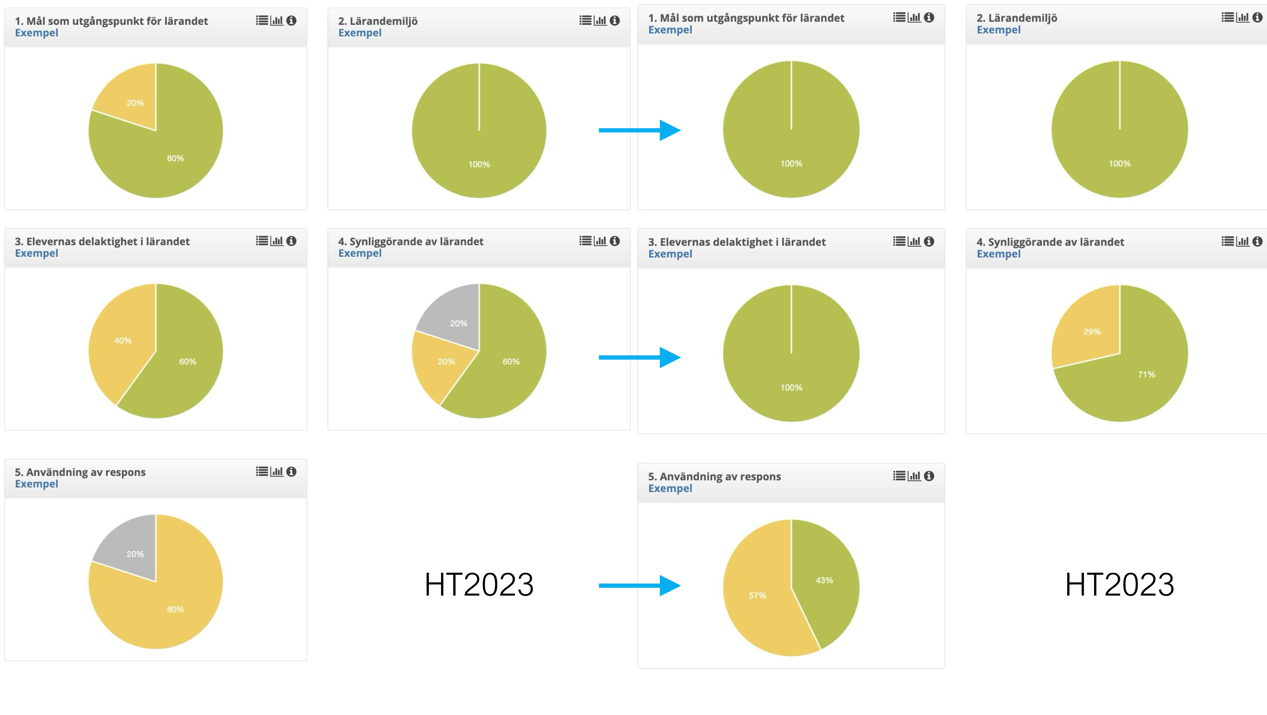 1. Mål som utgångspunkt för lärandet
Exempel
20%
80%
2. Lärandemiljö
Exempel
100%
1. Mål som utgångspunkt för lärandet
Exempel
100%
2. Lärandemiljö
Exempel
100%
3. Elevernas delaktighet i lärandet
Exempel
40%
60%
4. Synliggörande av lärandet
Exempel
20%
20%
60%
3. Elevernas delaktighet i lärandet
Exempel
100%
4. Synliggörande av lärandet
Exempel
29%
71%
5. Användning av respons
Exempel
20%
80%
HT2023
5. Användning av respons
Exempel
43%
57%
HT2023